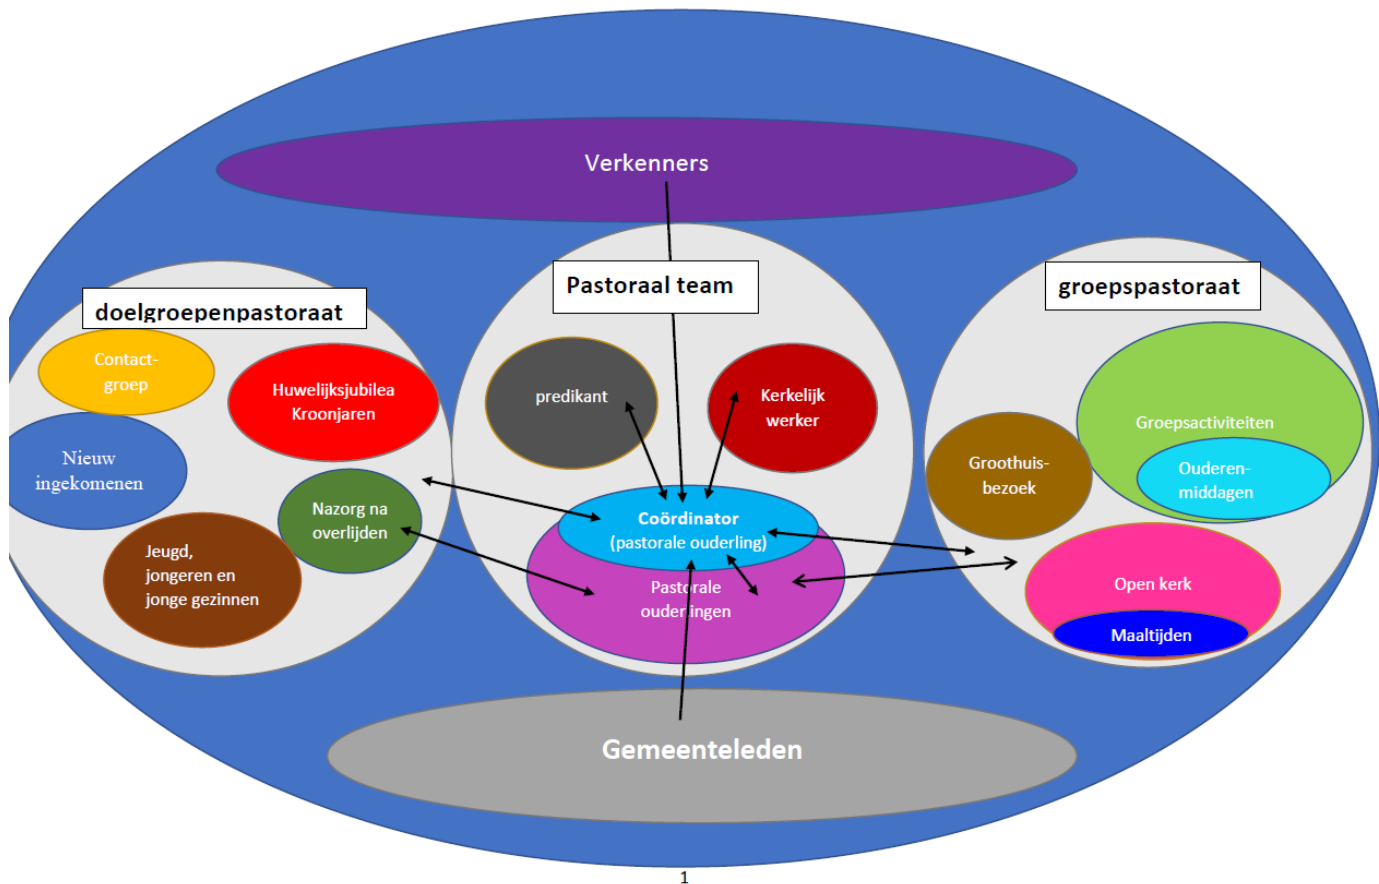 Verkenners
doelgroepenpastoraat
Contact-
groep
Huwelijksjubilea
Kroonjaren
Nieuw
ingekomenen
Nazorg na
overlijden
Jeugd,
jongeren en
jonge gezinnen
Pastoraal team
predikant
Kerkelijk
werker
Coördinator
(pastorale ouderling)
Pastorale
ouderlingen
groepspastoraat
Groepsactiviteiten
Ouderen-
middagen
Groothuis-
bezoek
Open kerk
Maaltijden
Gemeenteleden
1